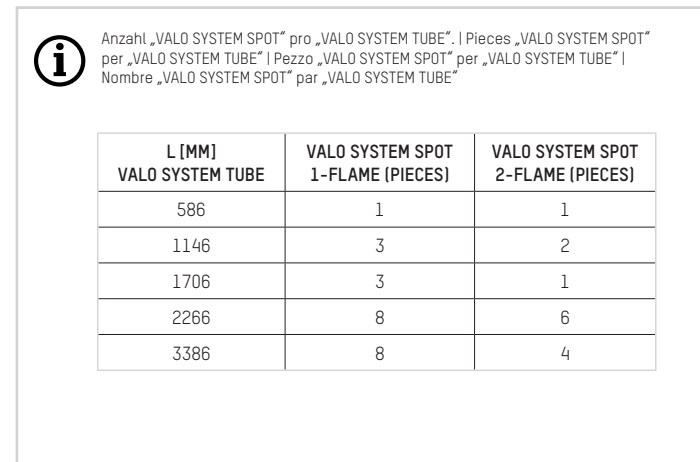 Anzahl „VALO SYSTEM SPOT“ pro „VALO SYSTEM TUBE“. | Pieces „VALO SYSTEM SPOT“
per „VALO SYSTEM TUBE“ | Pezzo „VALO SYSTEM SPOT“ per „VALO SYSTEM TUBE“ |
Nombre „VALO SYSTEM SPOT“ par „VALO SYSTEM TUBE“
L [MM] VALO SYSTEM SPOT VALO SYSTEM SPOT
VALO SYSTEM TUBE 1-FLAME (PIECES) 2-FLAME (PIECES)
586 1 1
1146 3 2
1706 3 1
2266 8 6
3386 8 4